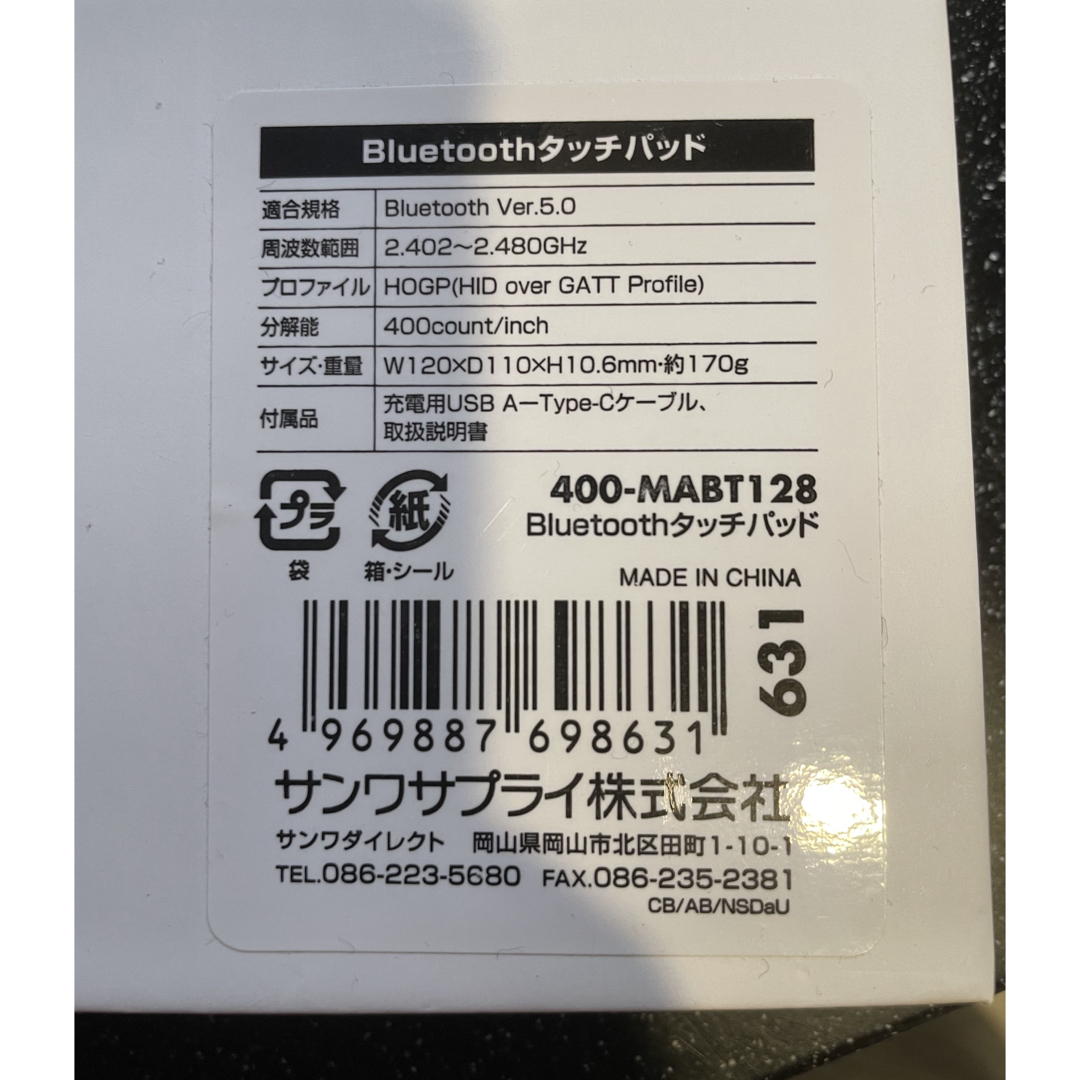 Bluetoothタッチパッド
適合規格 Bluetooth Ver.5.0
周波数範囲 2.402～2.480GHz
プロファイル HOGP(HID over GATT Profile)
分解能 400count/inch
サイズ・重量 W120×D110×H10.6mm・約170g
付属品 充電用USB AーType-Cケーブル、
取扱説明書
プラ 紙 400-MABT128
Bluetoothタッチパッド
袋 箱・シール MADE IN CHINA
631
4 969887 698631
サンワサプライ株式会社
サンワダイレクト 岡山県岡山市北区田町1-10-1
TEL.086-223-5680 FAX.086-235-2381
CB/AB/NSDaU